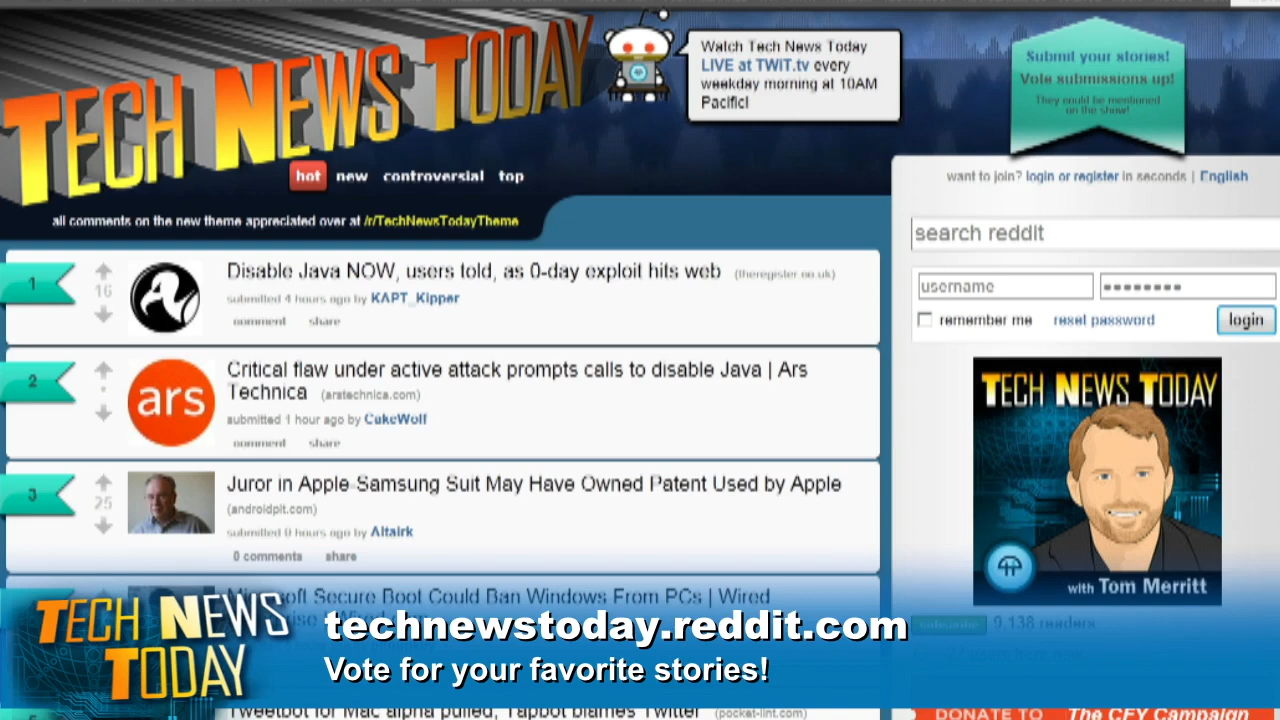 TECH NEWS TODAY
Watch Tech News Today
LIVE at TWIT.tv every
weekday morning at 10AM
Pacific!
Submit your stories!
Vote submissions up!
They could be mentioned
on the show!
hot new controversial top
want to join? login or register in seconds | English
all comments on the new theme appreciated over at /r/TechNewsTodayTheme
search reddit
username
remember me reset password login
1
16
Disable Java NOW, users told, as 0-day exploit hits web (theregister.co.uk)
submitted 4 hours ago by KAPT_Kipper
comment share
2
ars
Critical flaw under active attack prompts calls to disable Java | Ars
Technica (arstechnica.com)
submitted 1 hour ago by CakeWolf
comment share
3
25
Juror in Apple Samsung Suit May Have Owned Patent Used by Apple
(androidpit.com)
submitted 0 hours ago by Altairk
0 comments share
TECH NEWS TODAY
with Tom Merritt
Secure Boot Could Ban Windows From PCs | Wired
subscribe 9,138 readers
TECH NEWS
TODAY
technewstoday.reddit.com
Vote for your favorite stories!
Tweetbot for Mac alpha pulled, Tapbot blames Twitter (pocket-lint.com)
DONATE TO The CFY Campaign